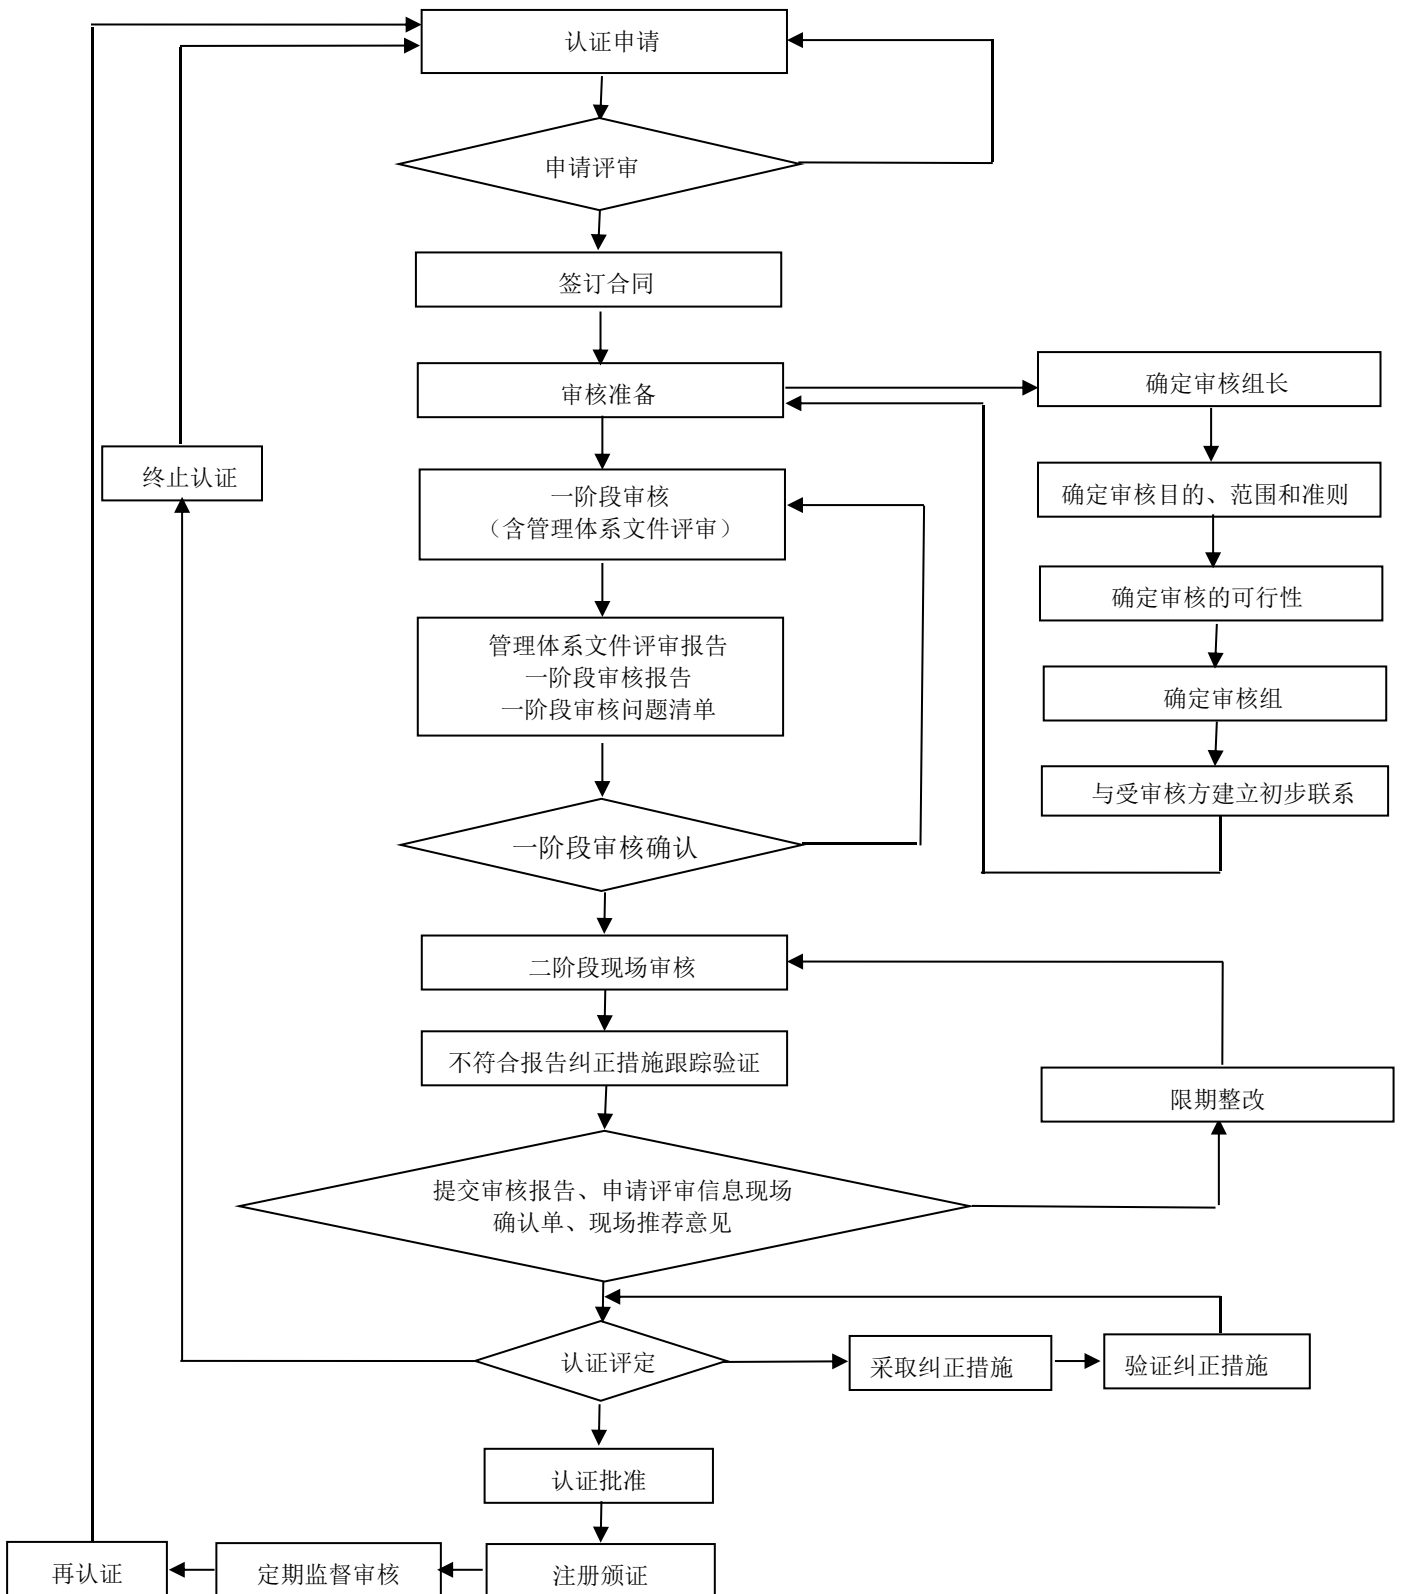 认证申请
申请评审
签订合同
审核准备
确定审核组长
终止认证
一阶段审核
（含管理体系文件评审）
确定审核目的、范围和准则
确定审核的可行性
管理体系文件评审报告
一阶段审核报告
一阶段审核问题清单
确定审核组
与受审核方建立初步联系
一阶段审核确认
二阶段现场审核
不符合报告纠正措施跟踪验证
限期整改
提交审核报告、申请评审信息现场
确认单、现场推荐意见
认证评定
采取纠正措施
验证纠正措施
认证批准
再认证
定期监督审核
注册颁证